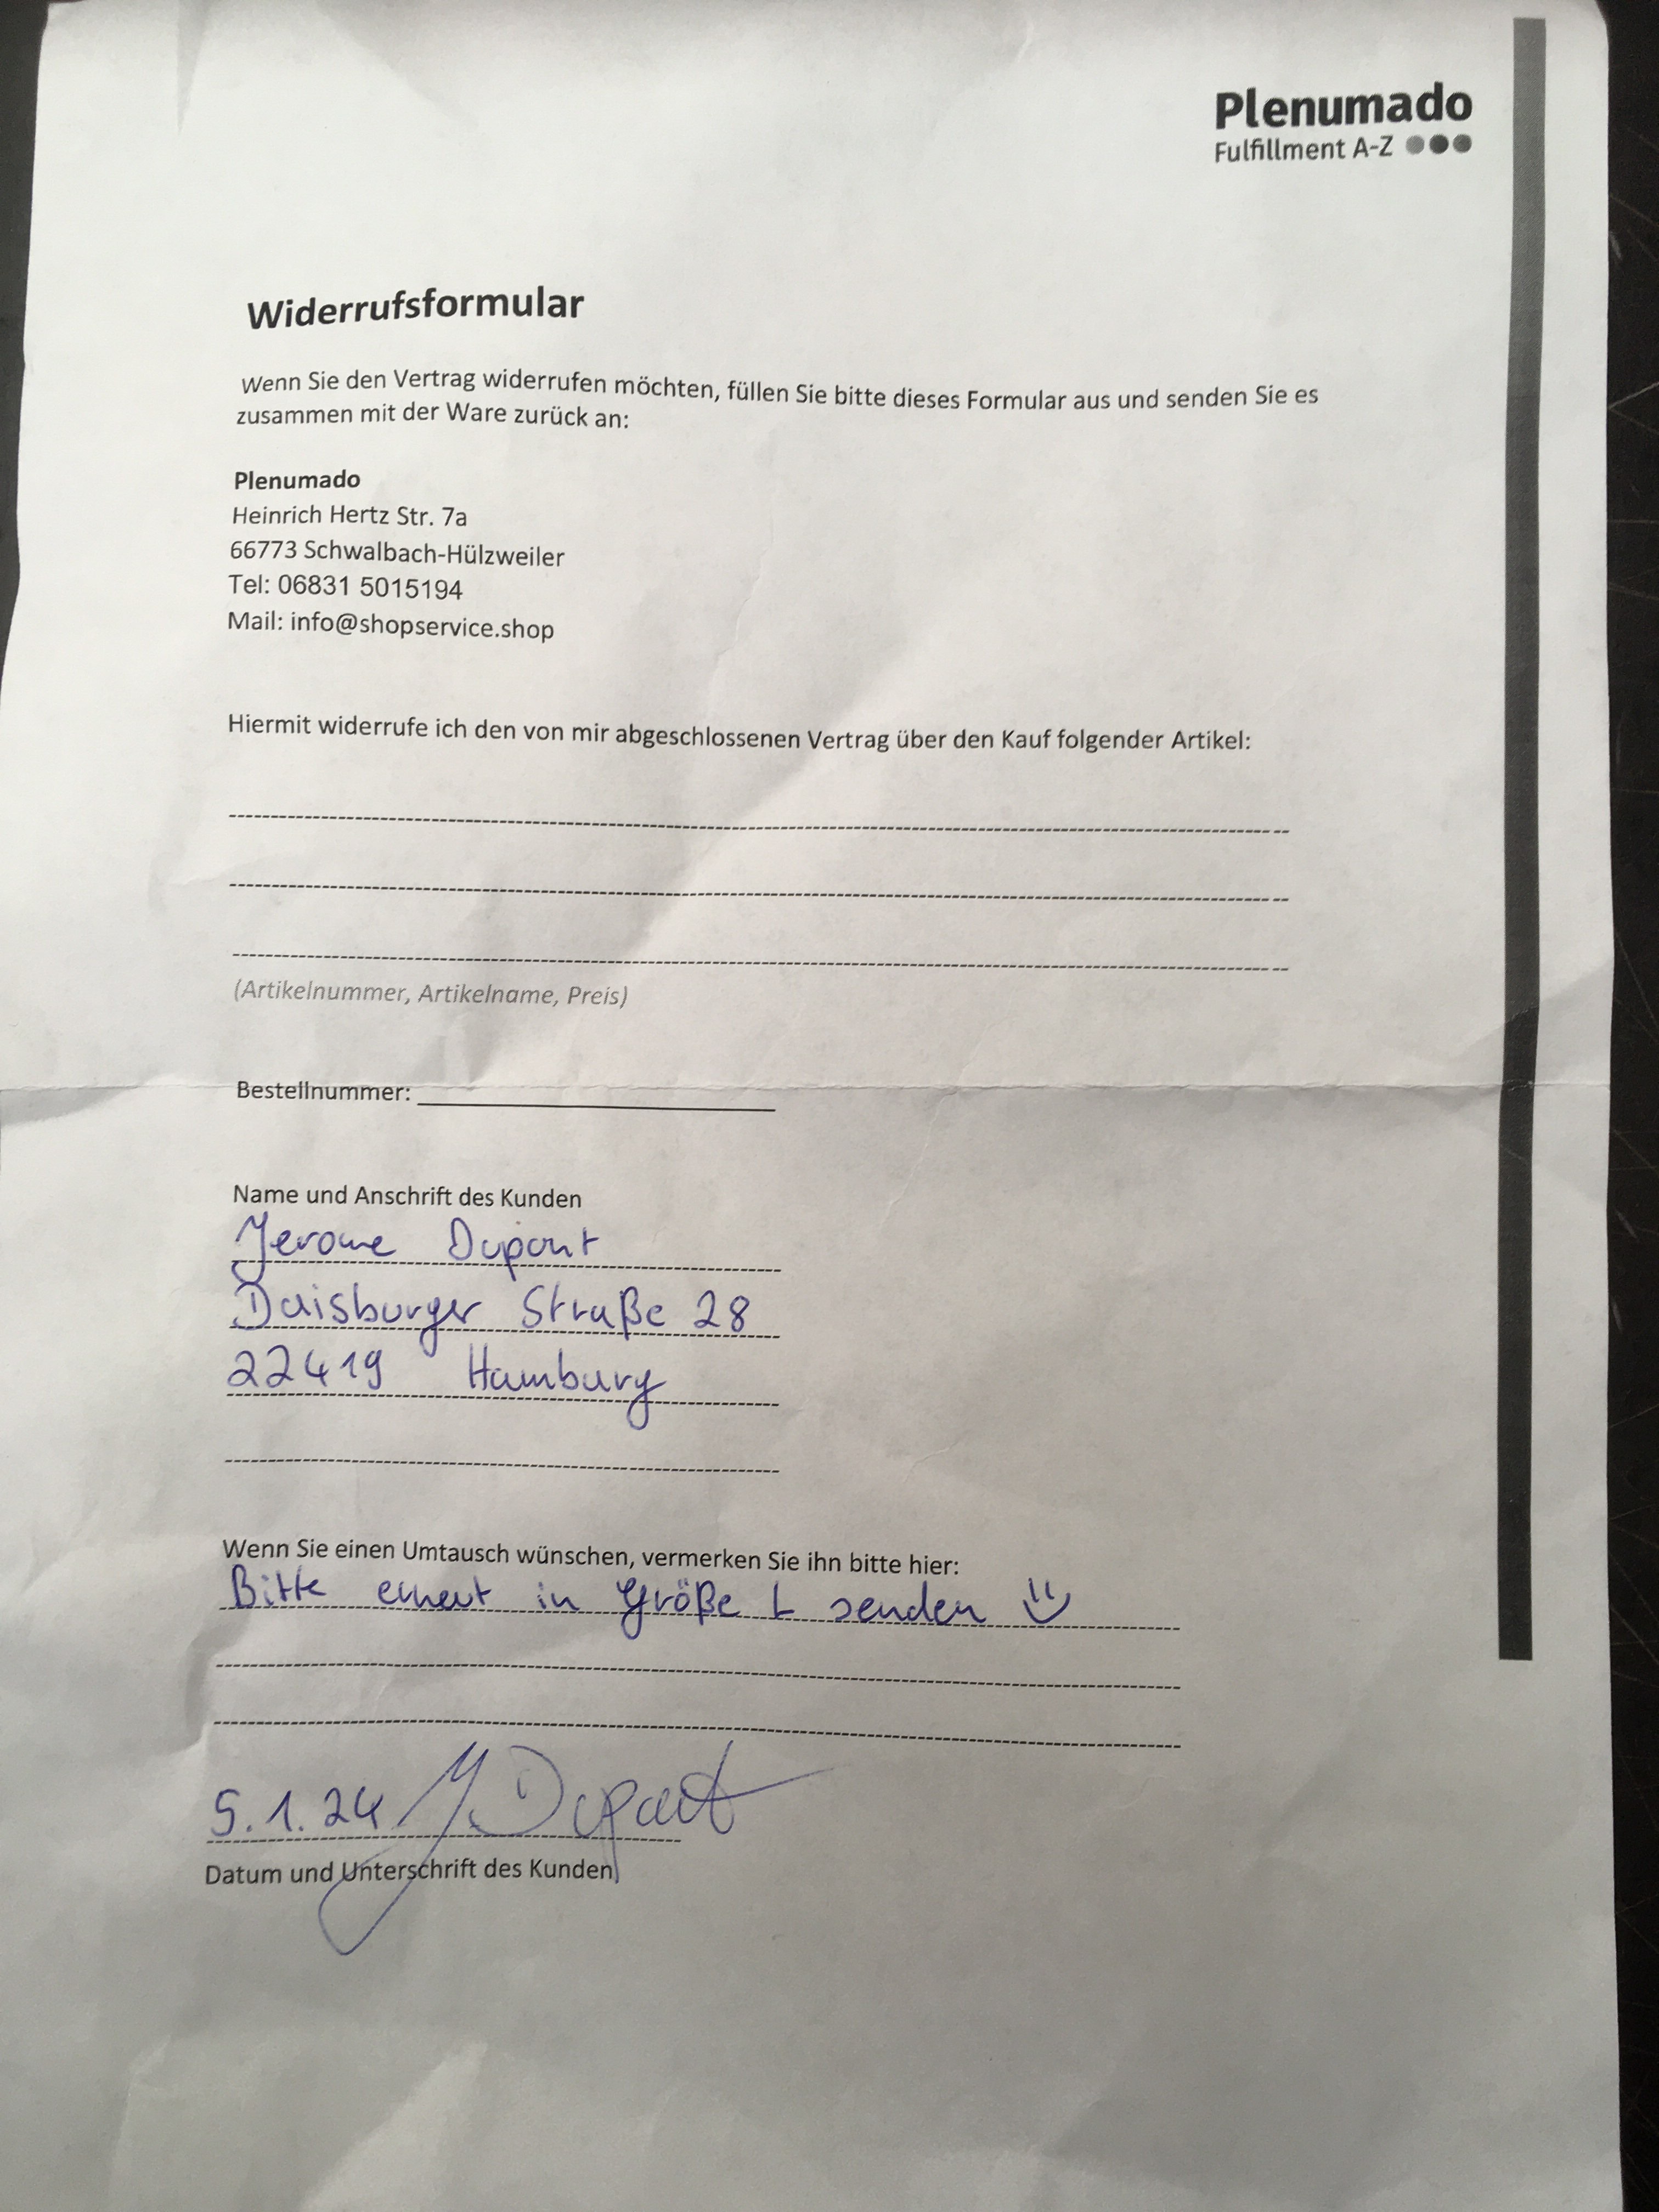 Plenumado
Fulfillment A-Z
Widerrufsformular
Wenn Sie den Vertrag widerrufen möchten, füllen Sie bitte dieses Formular aus und senden Sie es
zusammen mit der Ware zurück an:
Plenumado
Heinrich Hertz Str. 7a
66773 Schwalbach-Hülzweiler
Tel: 06831 5015194
Mail: info@shopservice.shop
Hiermit widerrufe ich den von mir abgeschlossenen Vertrag über den Kauf folgender Artikel:
(Artikelnummer, Artikelname, Preis)
Bestellnummer:
Name und Anschrift des Kunden
Jerome Dupont
Duisburger Straße 28
22419 Hamburg
Wenn Sie einen Umtausch wünschen, vermerken Sie ihn bitte hier:
Bitte erneut in Größe L senden
5.1.24 J. Dupont
Datum und Unterschrift des Kunden